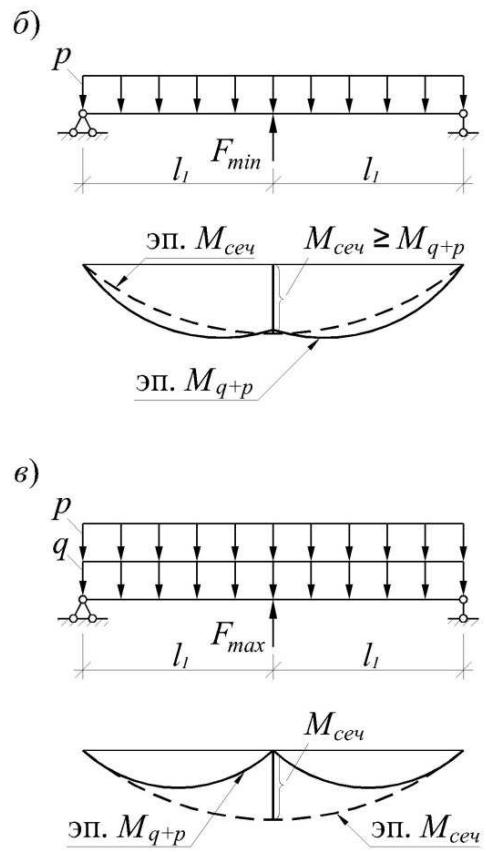 б)
p
F_min
l_1 l_1
эп. M_сеч M_сеч ≥ M_q+p
эп. M_q+p
в)
p
q
F_max
l_1 l_1
M_сеч
эп. M_q+p эп. M_сеч